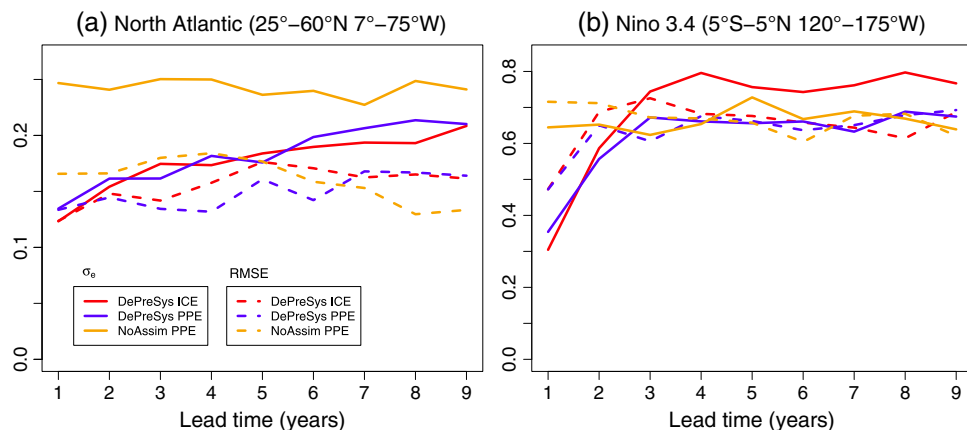 (a) North Atlantic (25°−60°N 7°−75°W)
0.2
0.1
0.0
σe
RMSE
DePreSys ICE
DePreSys PPE
NoAssim PPE
DePreSys ICE
DePreSys PPE
NoAssim PPE
1 2 3 4 5 6 7 8 9
Lead time (years)
(b) Nino 3.4 (5°S−5°N 120°−175°W)
0.8
0.6
0.4
0.2
0.0
1 2 3 4 5 6 7 8 9
Lead time (years)